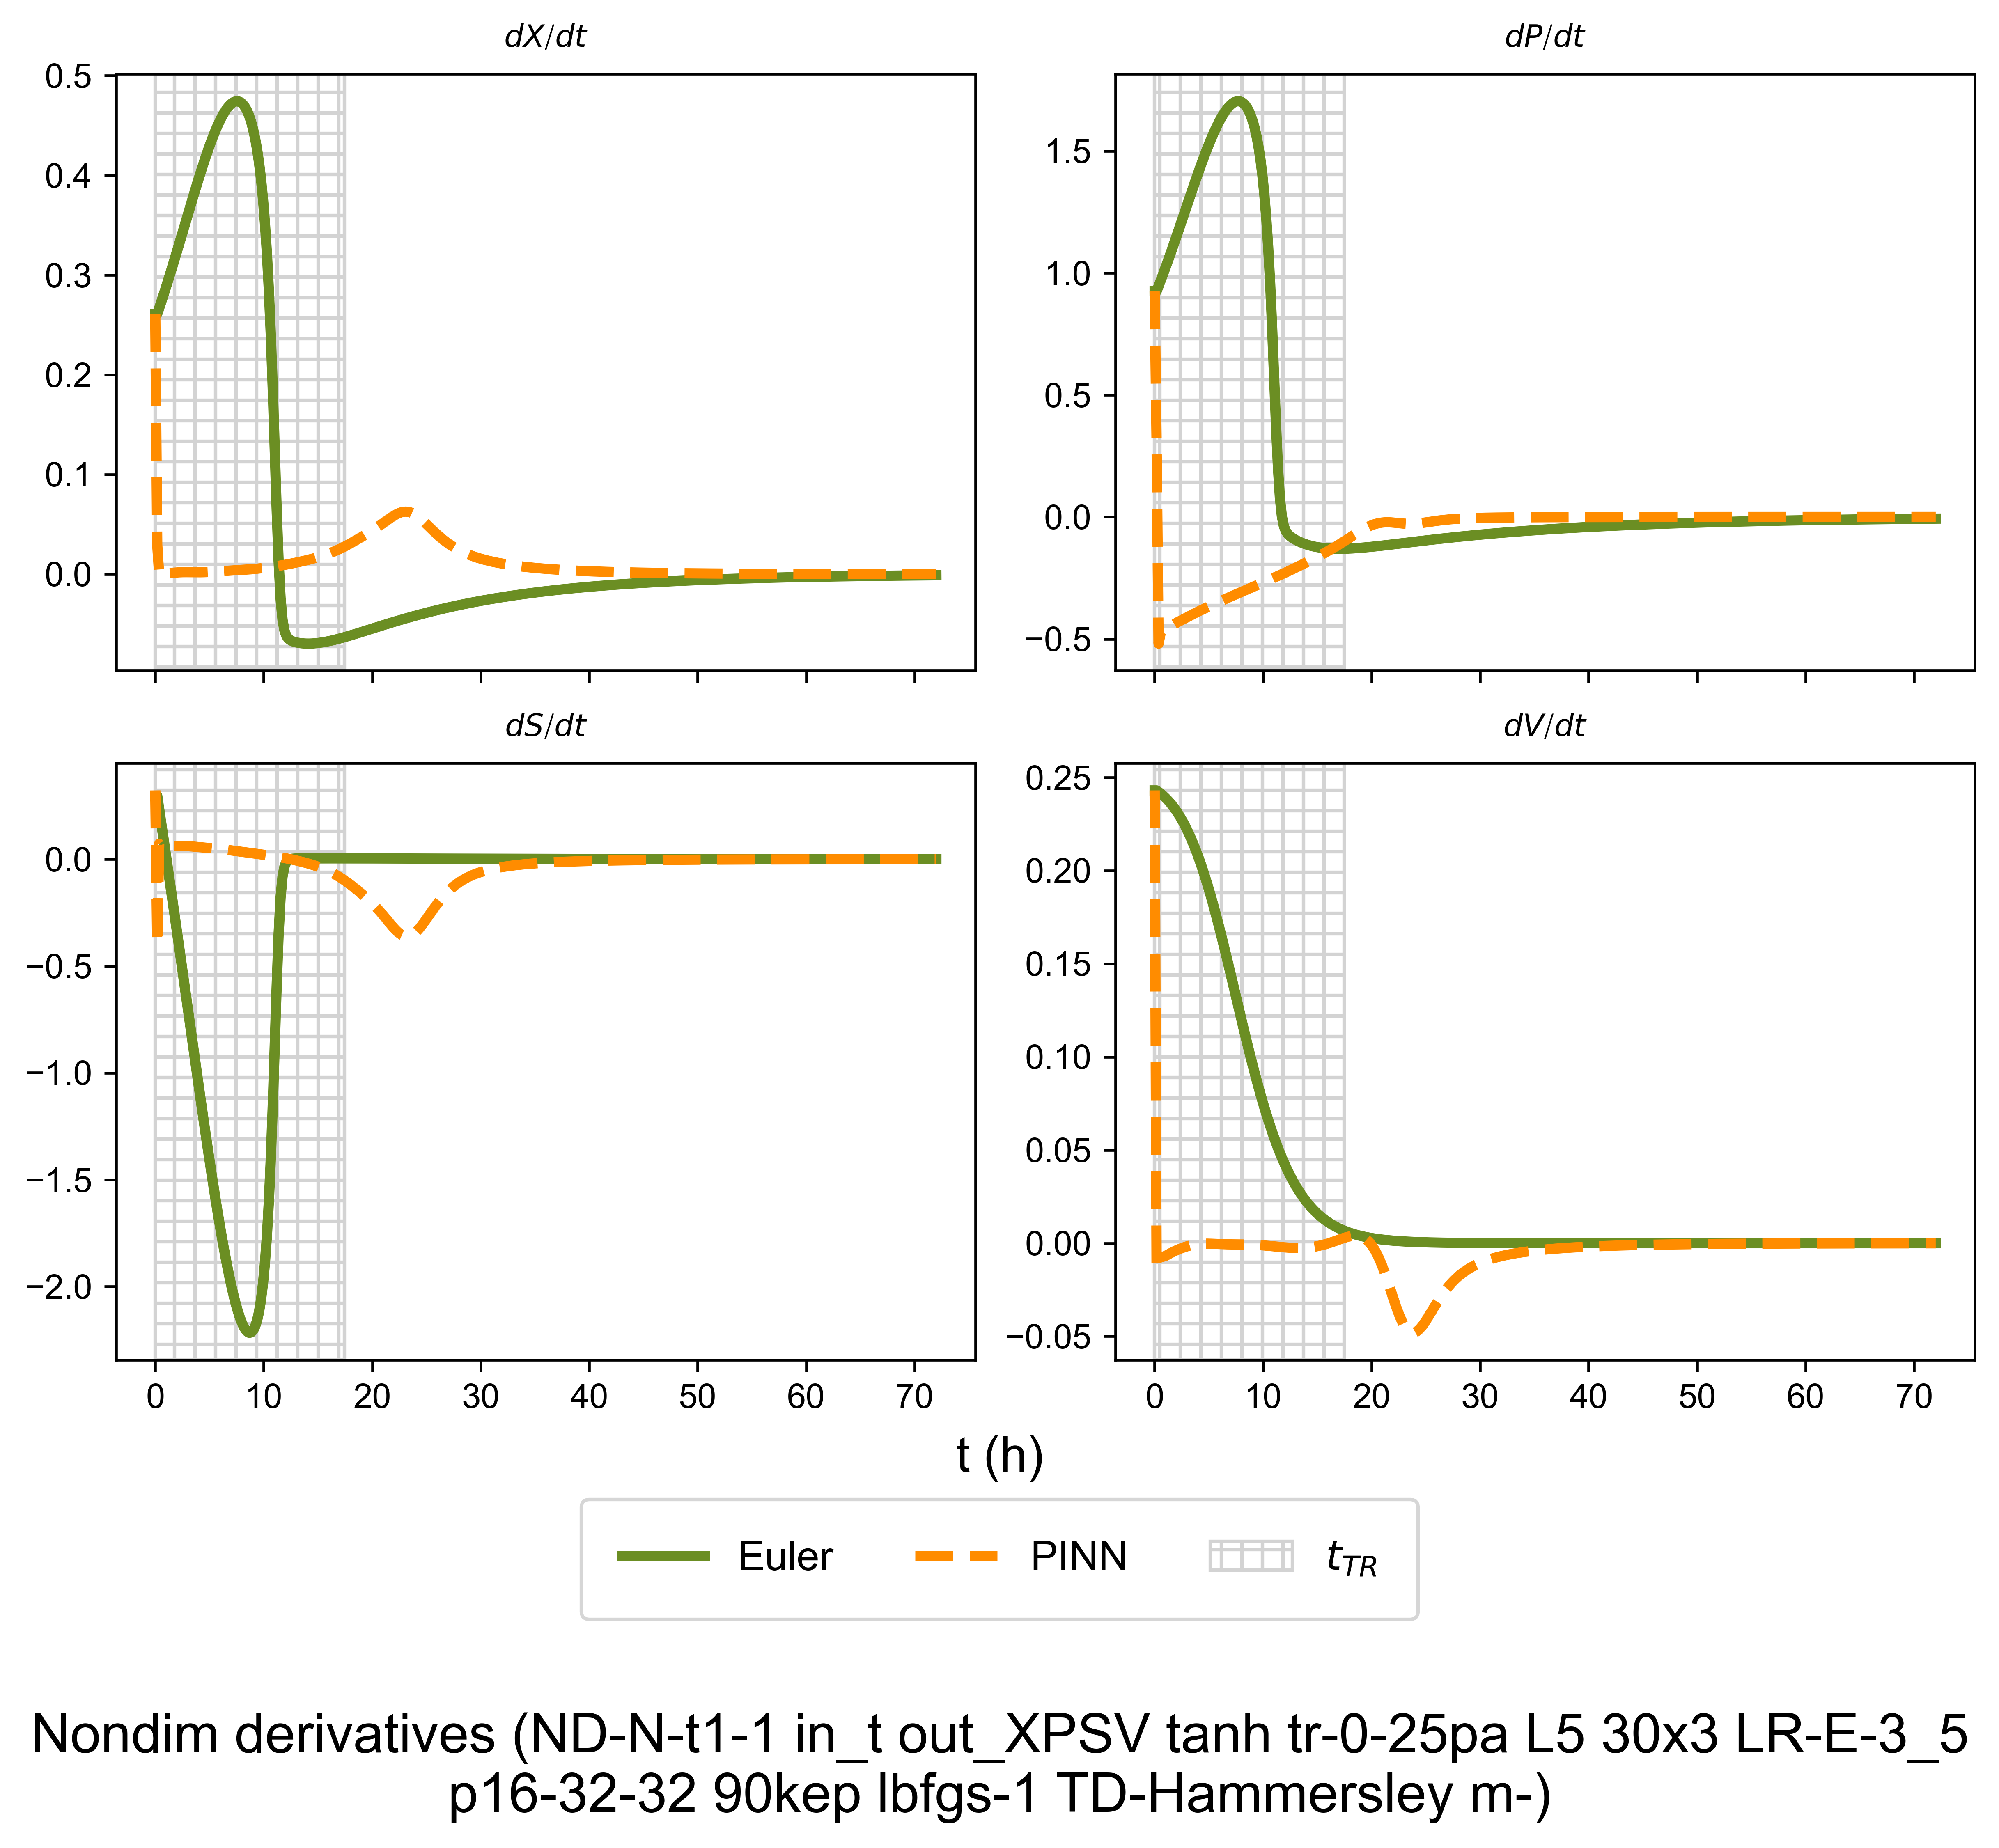 dX/dt
dP/dt
0.5
0.4
0.3
0.2
0.1
0.0
1.5
1.0
0.5
0.0
−0.5
dS/dt
dV/dt
0.0
−0.5
−1.0
−1.5
−2.0
0 10 20 30 40 50 60 70
0.25
0.20
0.15
0.10
0.05
0.00
−0.05
0 10 20 30 40 50 60 70
t (h)
Euler PINN t_TR
Nondim derivatives (ND-N-t1-1 in_t out_XPSV tanh tr-0-25pa L5 30x3 LR-E-3_5
p16-32-32 90kep lbfgs-1 TD-Hammersley m-)